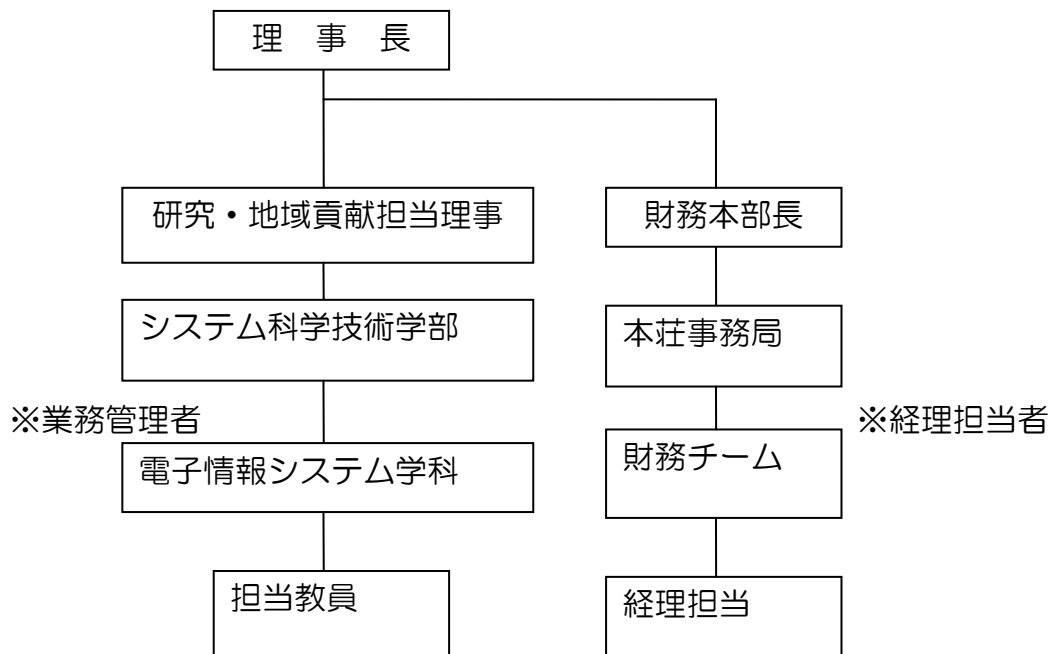 理　事　長
研究・地域貢献担当理事
財務本部長
システム科学技術学部
本荘事務局
※業務管理者
※経理担当者
電子情報システム学科
財務チーム
担当教員
経理担当